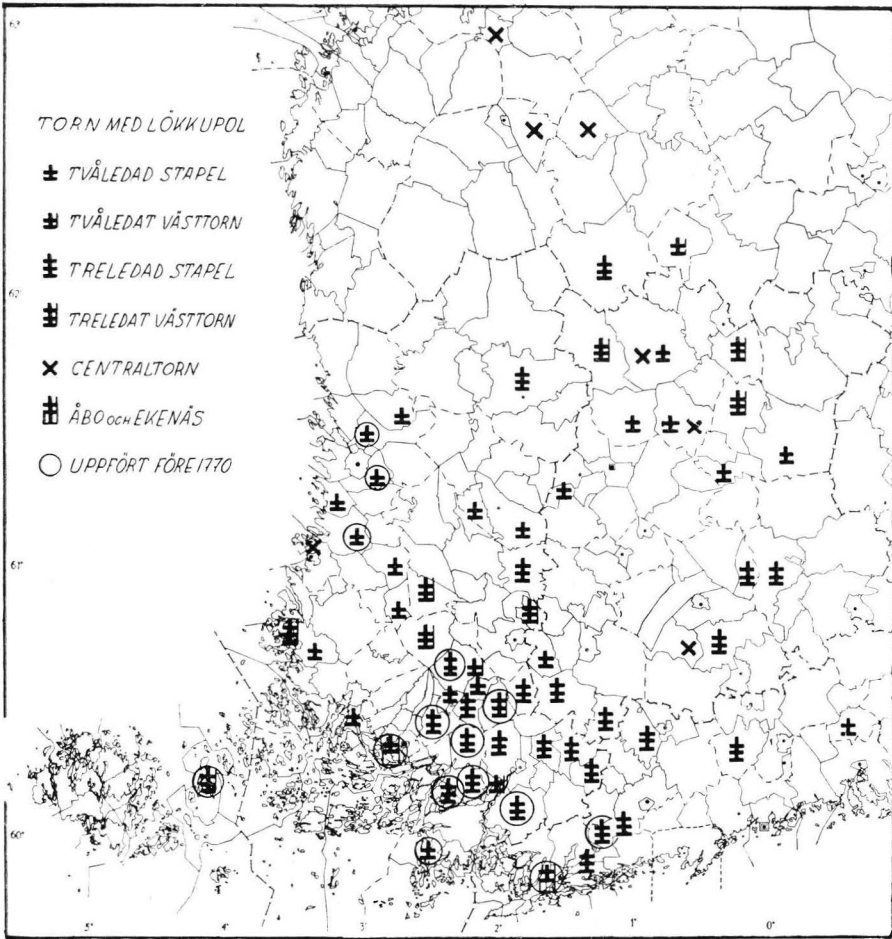 63
TORN MED LÖKKUPOL
TVÅLEDAD STAPEL
TVÅLEDAT VÄSTTORN
TRELEDAD STAPEL
62°
TRELEDAT VÄSTTORN
CENTRALTORN
ÅBO OCH EKENÄS
UPPFÖRT FÖRE 1770
61°
60°
5° 4° 3° 2° 1° 0°